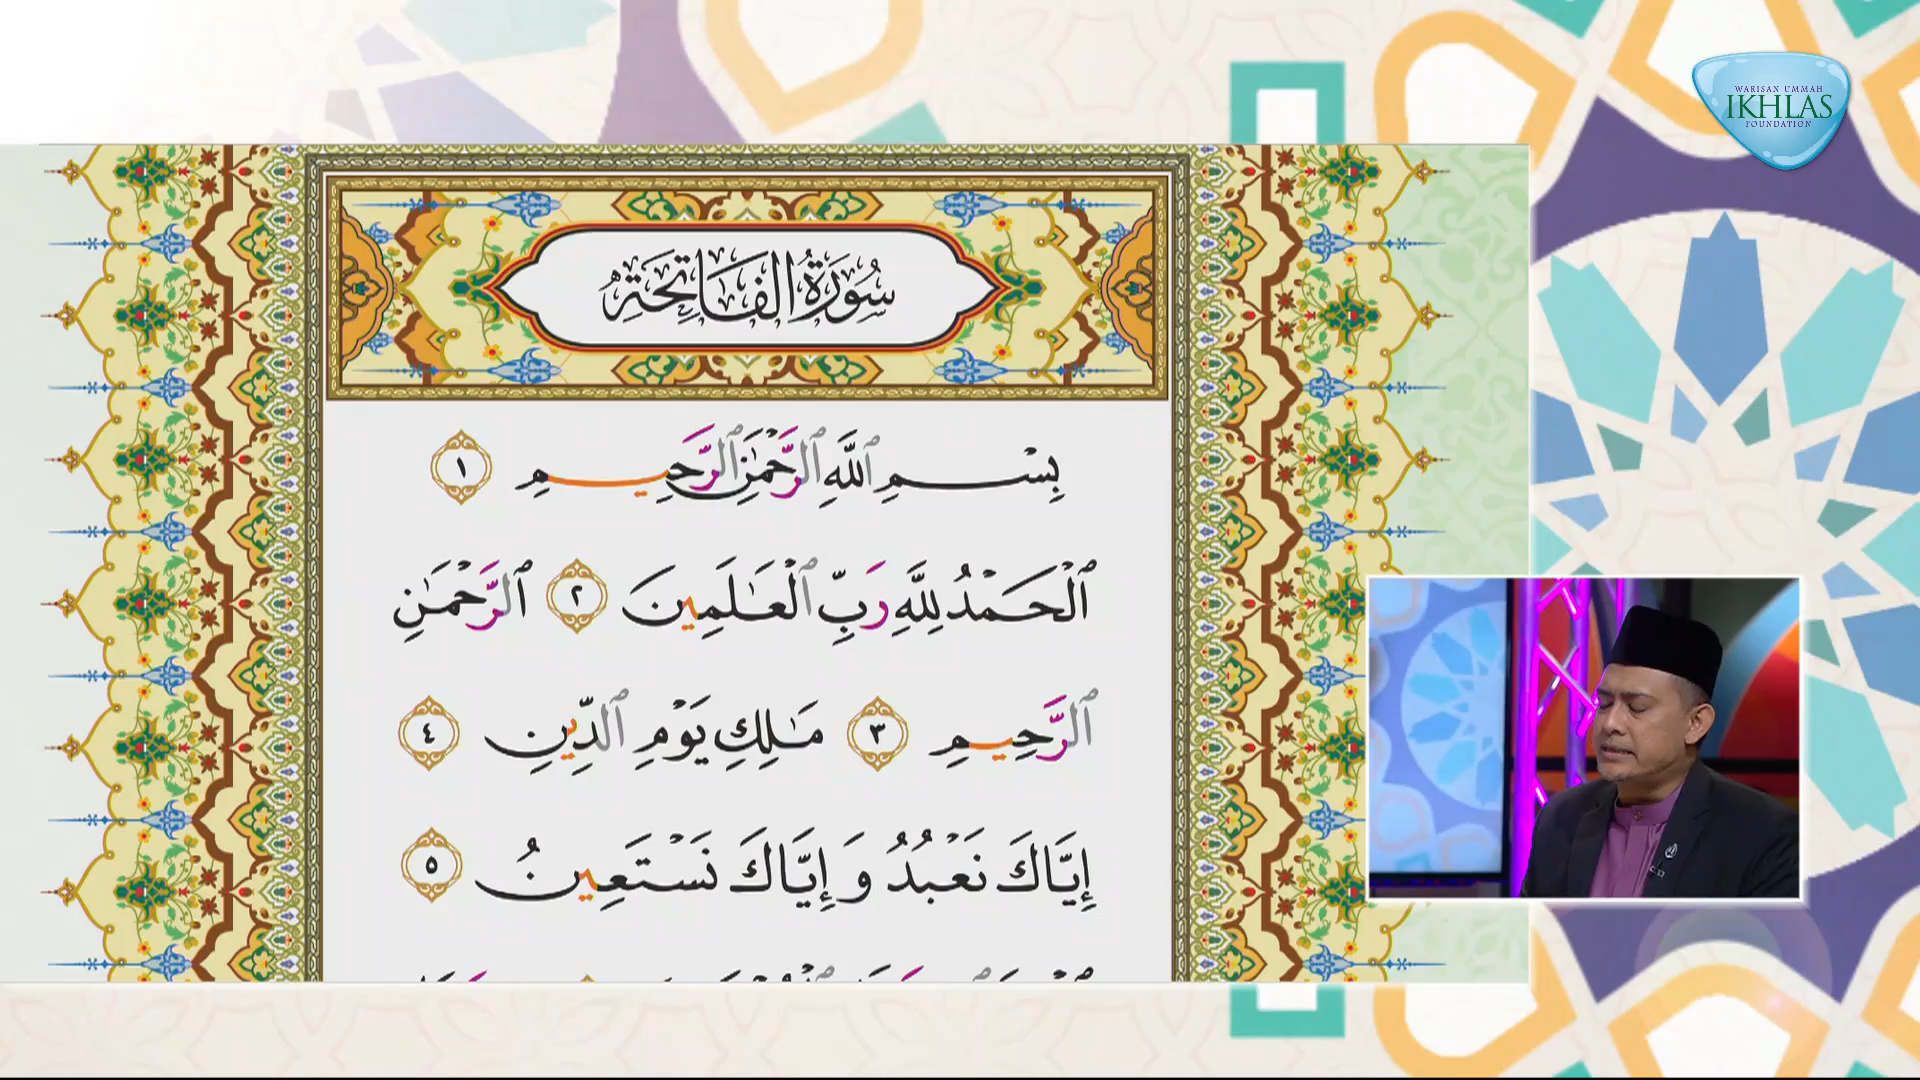 WARISAN UMMAH
IKHLAS
FOUNDATION
سُورَةُ الْفَاتِحَةِ
بِسْمِ ٱللَّهِ ٱلرَّحْمَٰنِ ٱلرَّحِيمِ ١
ٱلْحَمْدُ لِلَّهِ رَبِّ ٱلْعَٰلَمِينَ ٢ ٱلرَّحْمَٰنِ
ٱلرَّحِيمِ ٣ مَٰلِكِ يَوْمِ ٱلدِّينِ ٤
إِيَّاكَ نَعْبُدُ وَإِيَّاكَ نَسْتَعِينُ ٥